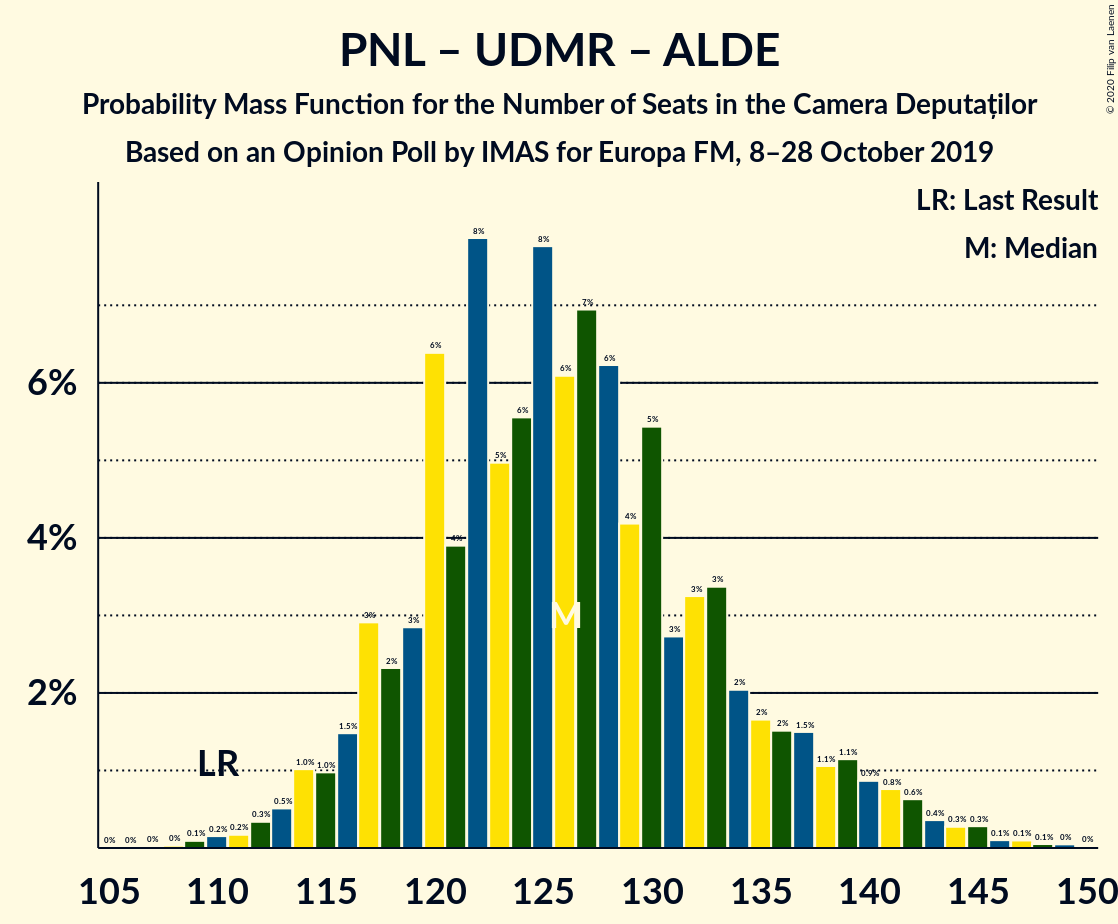 PNL – UDMR – ALDE
Probability Mass Function for the Number of Seats in the Camera Deputaților
Based on an Opinion Poll by IMAS for Europa FM, 8–28 October 2019
© 2020 Filip van Laenen
LR: Last Result
M: Median
6%
4%
2%
0% 0% 0% 0% 0.1% 0.2% 0.2% 0.3% 0.5% 1.0% 1.0% 1.5% 3% 2% 3% 6% 4% 8% 5% 6% 8% 6% 7% 6% 4% 5% 3% 3% 3% 2% 2% 2% 1.5% 1.1% 1.1% 0.9% 0.8% 0.6% 0.4% 0.3% 0.3% 0.1% 0.1% 0.1% 0% 0%
LR
M
105 110 115 120 125 130 135 140 145 150